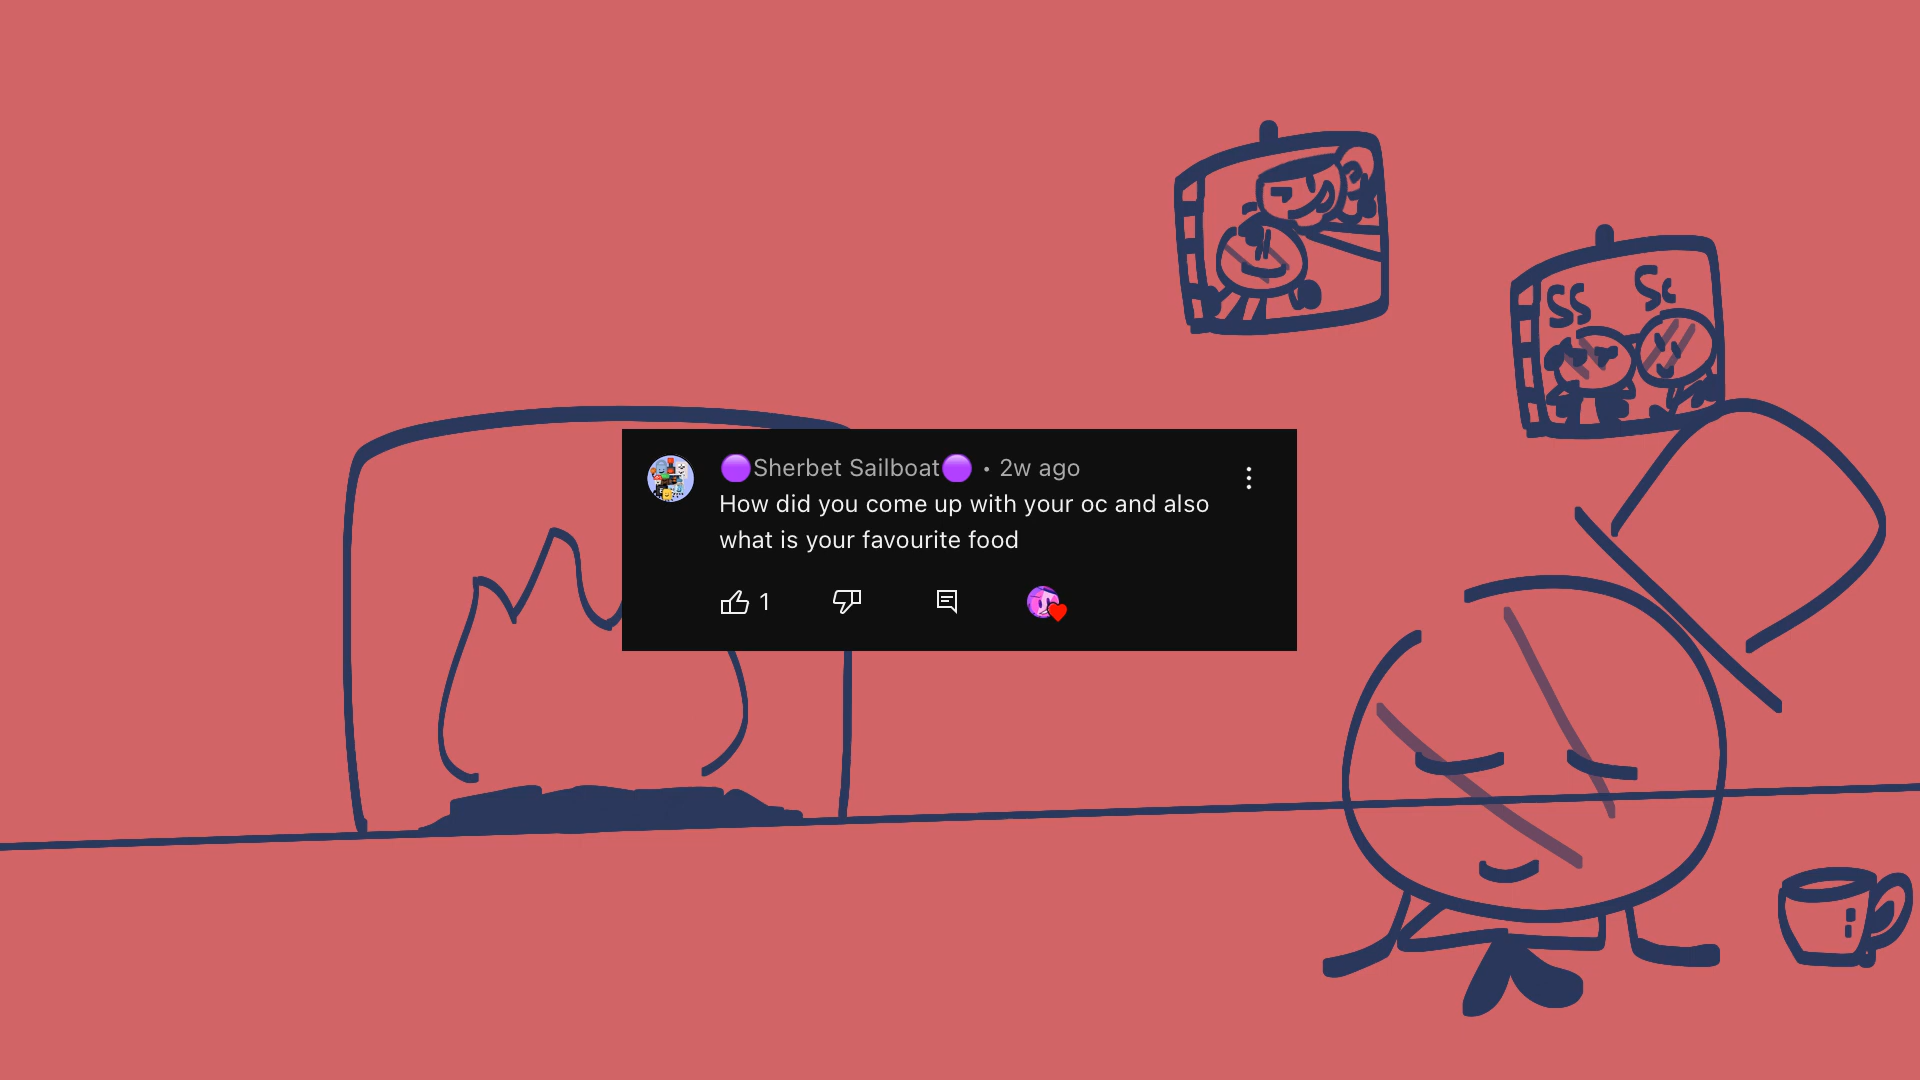 SS Sc
🟣Sherbet Sailboat🟣 • 2w ago
How did you come up with your oc and also
what is your favourite food
1